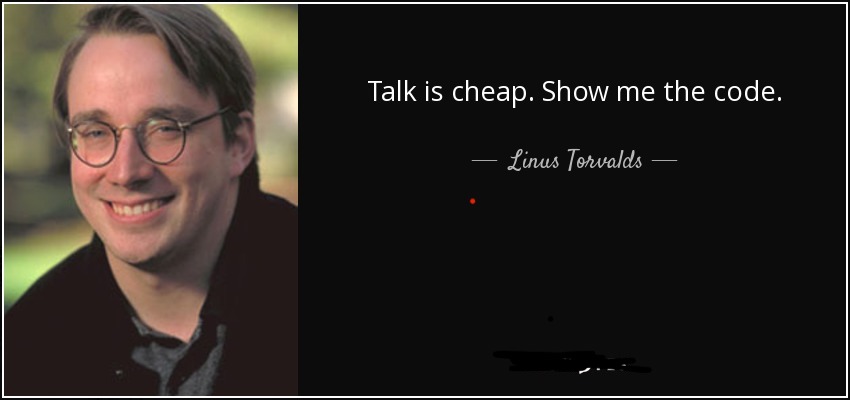 Talk is cheap. Show me the code.
— Linus Torvalds —